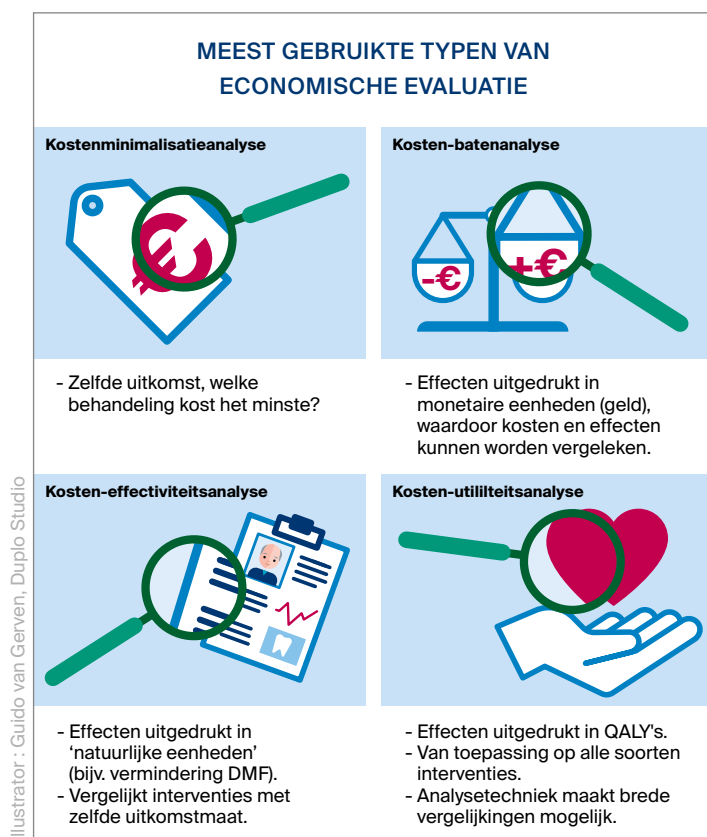 MEEST GEBRUIKTE TYPEN VAN
ECONOMISCHE EVALUATIE
Kostenminimalisatieanalyse
€
- Zelfde uitkomst, welke
behandeling kost het minste?
Kosten-batenanalyse
-€
+€
- Effecten uitgedrukt in
monetaire eenheden (geld),
waardoor kosten en effecten
kunnen worden vergeleken.
Kosten-effectiviteitsanalyse
- Effecten uitgedrukt in
‘natuurlijke eenheden’
(bijv. vermindering DMF).
- Vergelijkt interventies met
zelfde uitkomstmaat.
Kosten-utililteitsanalyse
- Effecten uitgedrukt in QALY's.
- Van toepassing op alle soorten
interventies.
- Analysetechniek maakt brede
vergelijkingen mogelijk.
Illustrator : Guido van Gerven, Duplo Studio